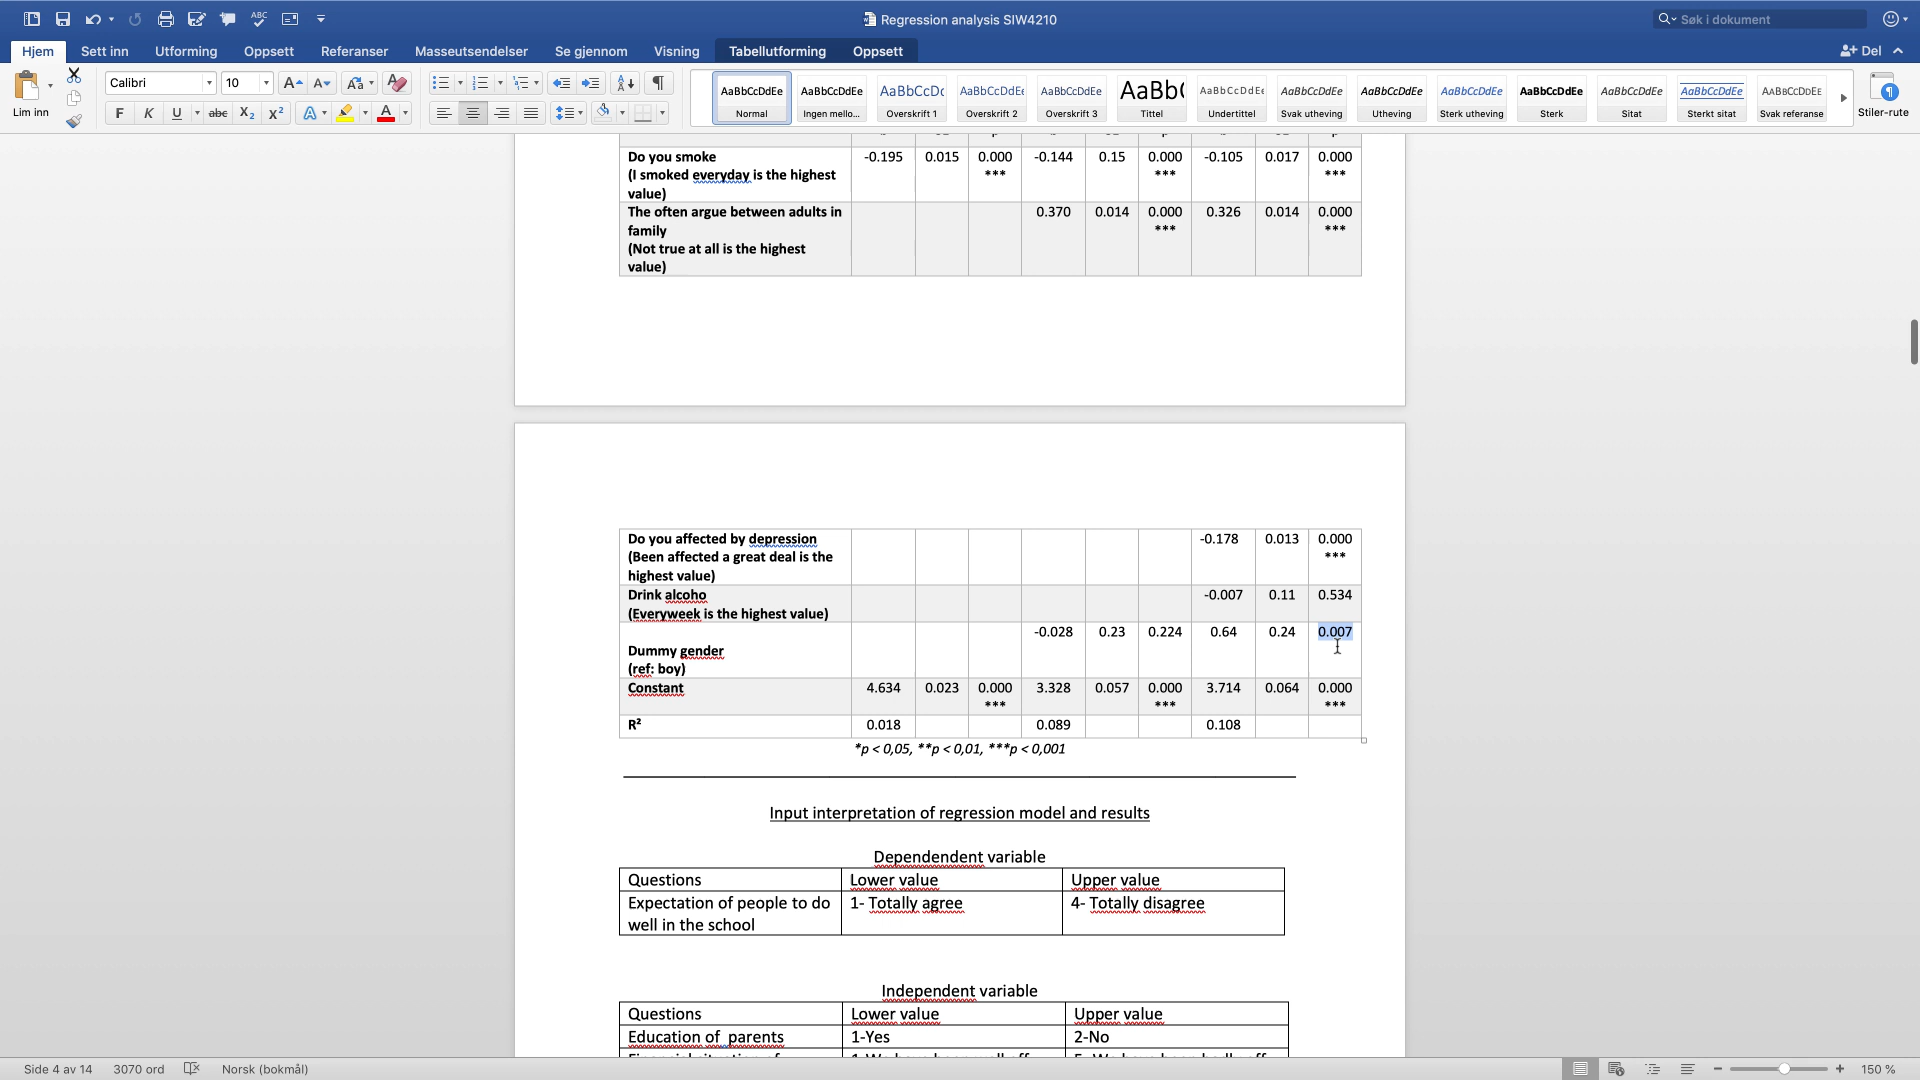 Regression analysis SIW4210
Søk i dokument
Hjem Sett inn Utforming Oppsett Referanser Masseutsendelser Se gjennom Visning Tabellutforming Oppsett Del
Lim inn
Calibri 10
F K U abc X₂ X²
AaBbCcDdEe
Normal
AaBbCcDdEe
Ingen mello...
AaBbCcDc
Overskrift 1
AaBbCcDdEe
Overskrift 2
AaBbCcDdEe
Overskrift 3
AaBb(
Tittel
AaBbCcDdEe
Undertittel
AaBbCcDdEe
Svak utheving
AaBbCcDdEe
Utheving
AaBbCcDdEe
Sterk utheving
AaBbCcDdEe
Sterk
AaBbCcDdEe
Sitat
AaBbCcDdEe
Sterkt sitat
AaBbCcDdEe
Svak referanse
Stiler-rute
Do you smoke -0.195 0.015 0.000 -0.144 0.15 0.000 -0.105 0.017 0.000
(I smoked everyday is the highest *** *** ***
value)
The often argue between adults in 0.370 0.014 0.000 0.326 0.014 0.000
family *** ***
(Not true at all is the highest
value)
Do you affected by depression -0.178 0.013 0.000
(Been affected a great deal is the ***
highest value)
Drink alcoho -0.007 0.11 0.534
(Everyweek is the highest value)
-0.028 0.23 0.224 0.64 0.24 0.007
Dummy gender
(ref: boy)
Constant 4.634 0.023 0.000 3.328 0.057 0.000 3.714 0.064 0.000
*** *** ***
R² 0.018 0.089 0.108
*p < 0,05, **p < 0,01, ***p < 0,001
Input interpretation of regression model and results
Dependendent variable
Questions Lower value Upper value
Expectation of people to do 1- Totally agree 4- Totally disagree
well in the school
Independent variable
Questions Lower value Upper value
Education of parents 1-Yes 2-No
Side 4 av 14 3070 ord Norsk (bokmål) 150 %